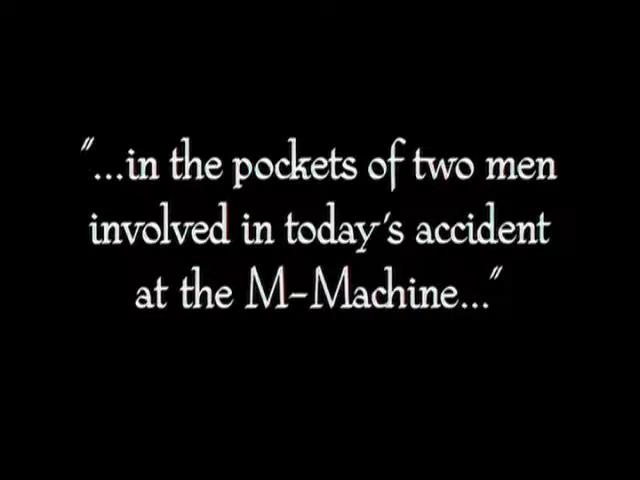 "...in the pockets of two men
involved in today's accident
at the M-Machine..."